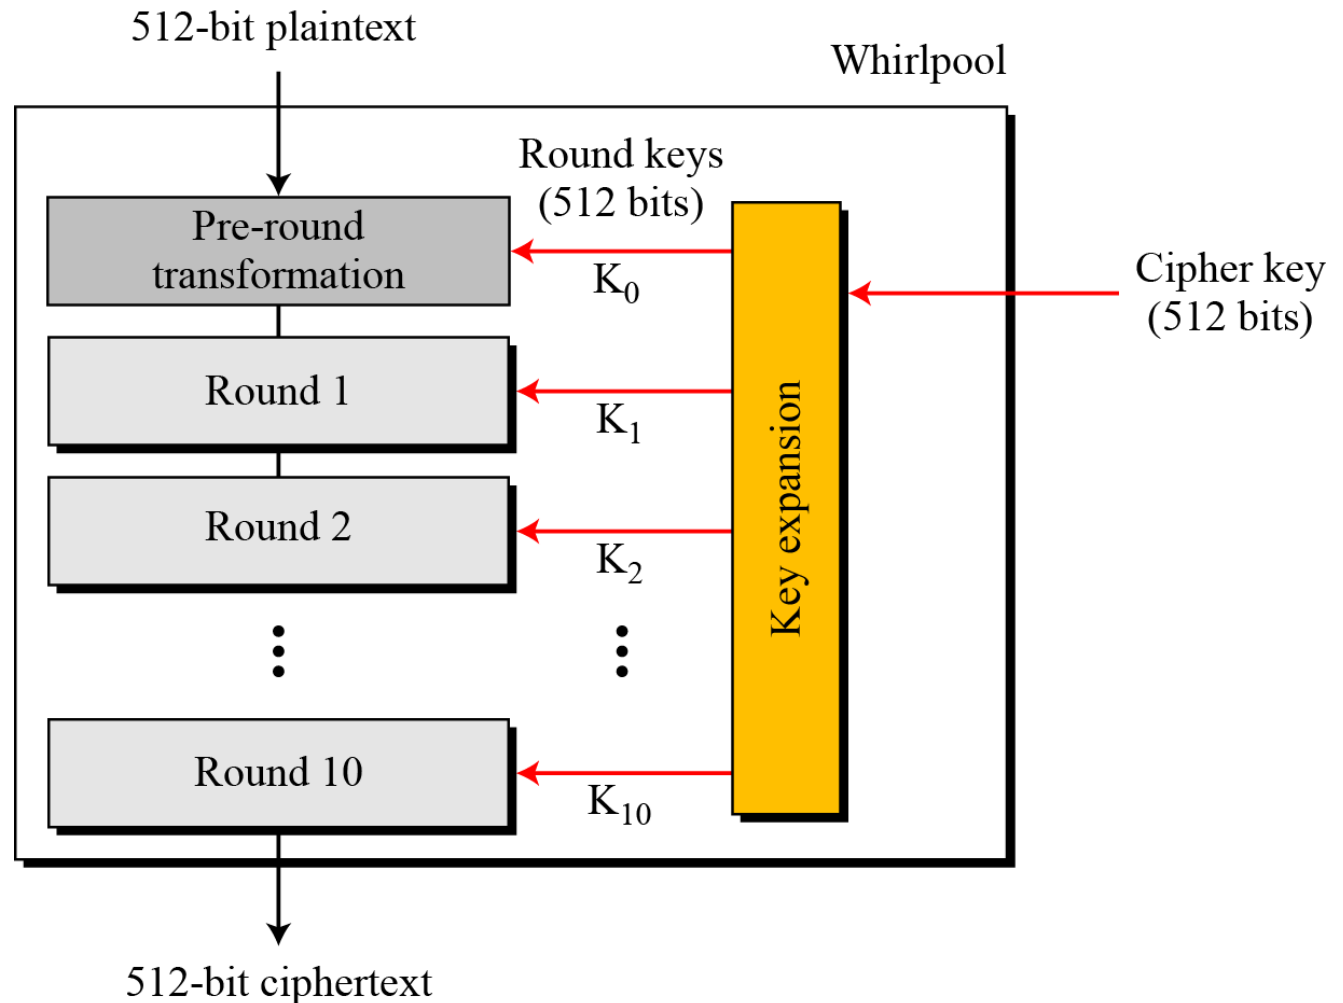 512-bit plaintext
Whirlpool
Round keys
(512 bits)
Pre-round
transformation
K₀
Cipher key
(512 bits)
Round 1
K₁
Key expansion
Round 2
K₂
Round 10
K₁₀
512-bit ciphertext